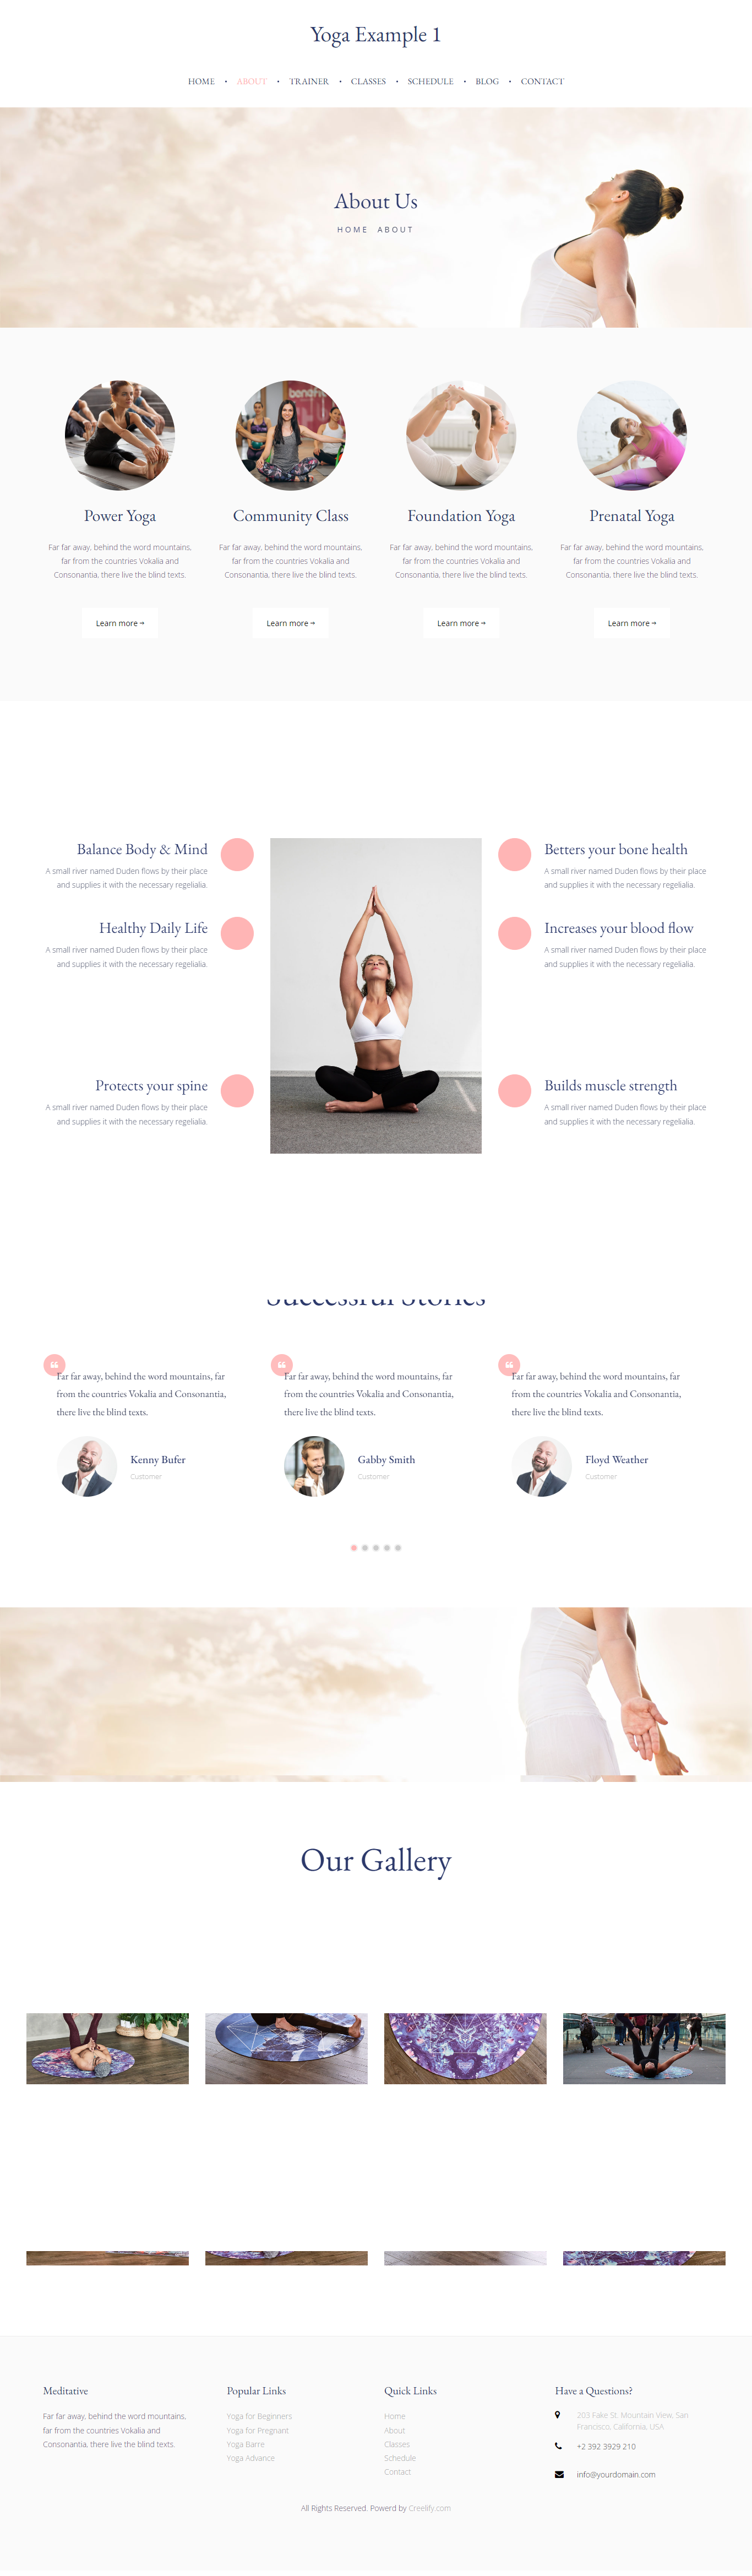 Yoga Example 1
HOME • ABOUT • TRAINER • CLASSES • SCHEDULE • BLOG • CONTACT
About Us
HOME ABOUT
Power Yoga
Far far away, behind the word mountains,
far from the countries Vokalia and
Consonantia, there live the blind texts.
Learn more
Community Class
Far far away, behind the word mountains,
far from the countries Vokalia and
Consonantia, there live the blind texts.
Learn more
Foundation Yoga
Far far away, behind the word mountains,
far from the countries Vokalia and
Consonantia, there live the blind texts.
Learn more
Prenatal Yoga
Far far away, behind the word mountains,
far from the countries Vokalia and
Consonantia, there live the blind texts.
Learn more
Balance Body & Mind
A small river named Duden flows by their place
and supplies it with the necessary regelialia.
Healthy Daily Life
A small river named Duden flows by their place
and supplies it with the necessary regelialia.
Protects your spine
A small river named Duden flows by their place
and supplies it with the necessary regelialia.
Betters your bone health
A small river named Duden flows by their place
and supplies it with the necessary regelialia.
Increases your blood flow
A small river named Duden flows by their place
and supplies it with the necessary regelialia.
Builds muscle strength
A small river named Duden flows by their place
and supplies it with the necessary regelialia.
Successful Stories
Far far away, behind the word mountains, far
from the countries Vokalia and Consonantia,
there live the blind texts.
Kenny Bufer
Customer
Far far away, behind the word mountains, far
from the countries Vokalia and Consonantia,
there live the blind texts.
Gabby Smith
Customer
Far far away, behind the word mountains, far
from the countries Vokalia and Consonantia,
there live the blind texts.
Floyd Weather
Customer
Our Gallery
Meditative
Far far away, behind the word mountains,
far from the countries Vokalia and
Consonantia, there live the blind texts.
Popular Links
Yoga for Beginners
Yoga for Pregnant
Yoga Barre
Yoga Advance
Quick Links
Home
About
Classes
Schedule
Contact
Have a Questions?
203 Fake St. Mountain View, San
Francisco, California, USA
+2 392 3929 210
info@yourdomain.com
All Rights Reserved. Powerd by Creelify.com